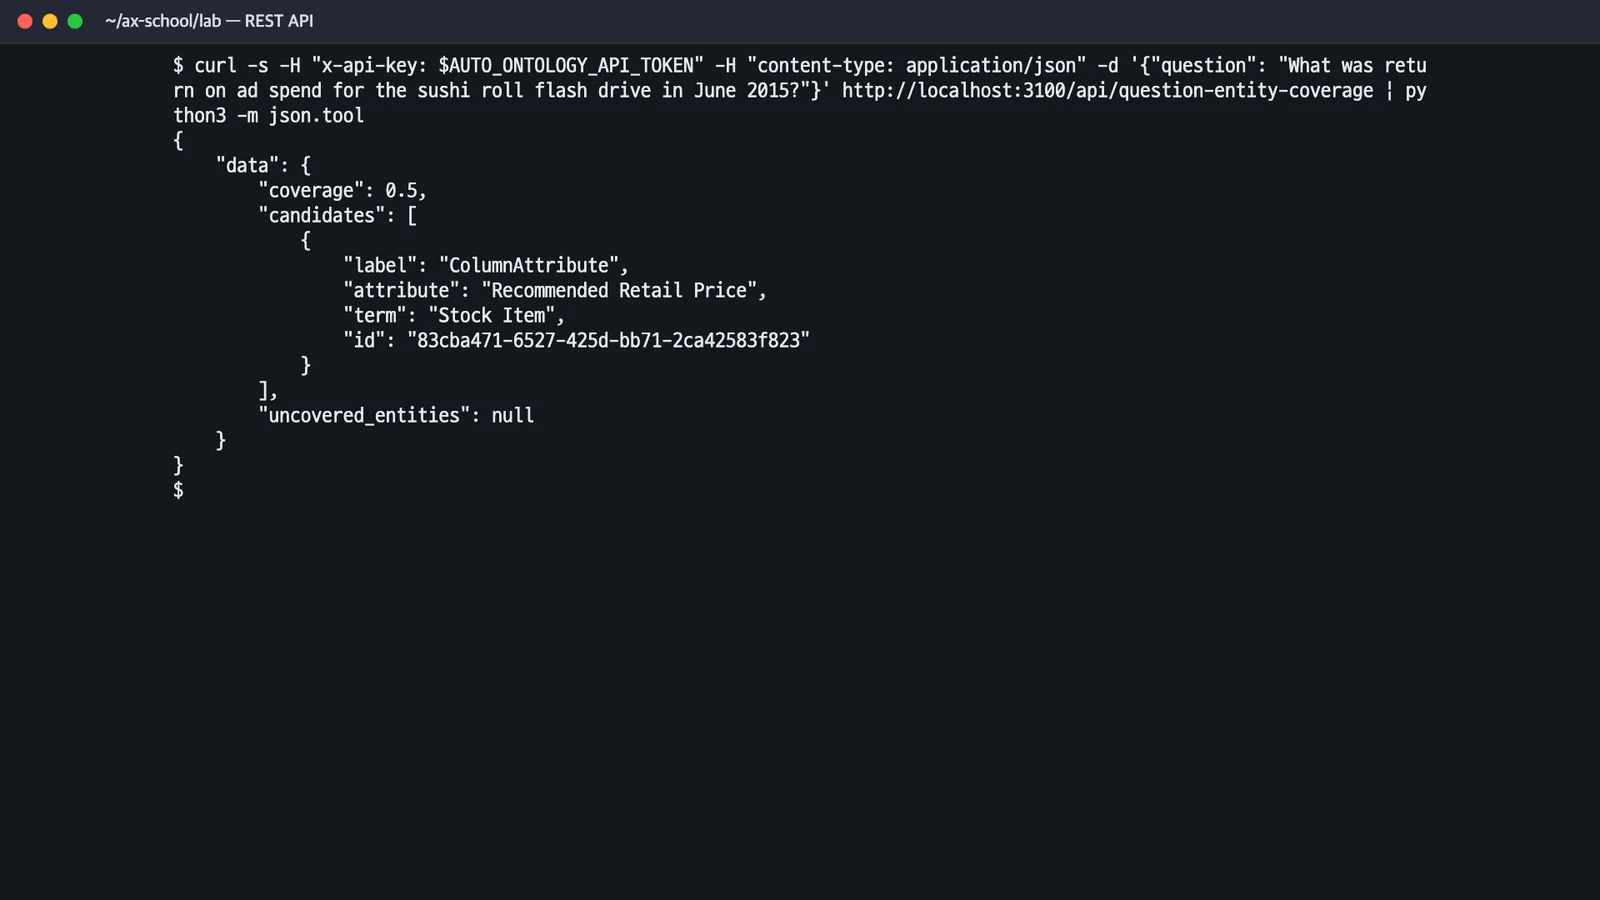 ~/ax-school/lab — REST API
$ curl -s -H "x-api-key: $AUTO_ONTOLOGY_API_TOKEN" -H "content-type: application/json" -d '{"question": "What was retu
rn on ad spend for the sushi roll flash drive in June 2015?"}' http://localhost:3100/api/question-entity-coverage | py
thon3 -m json.tool
{
    "data": {
        "coverage": 0.5,
        "candidates": [
            {
                "label": "ColumnAttribute",
                "attribute": "Recommended Retail Price",
                "term": "Stock Item",
                "id": "83cba471-6527-425d-bb71-2ca42583f823"
            }
        ],
        "uncovered_entities": null
    }
}
$